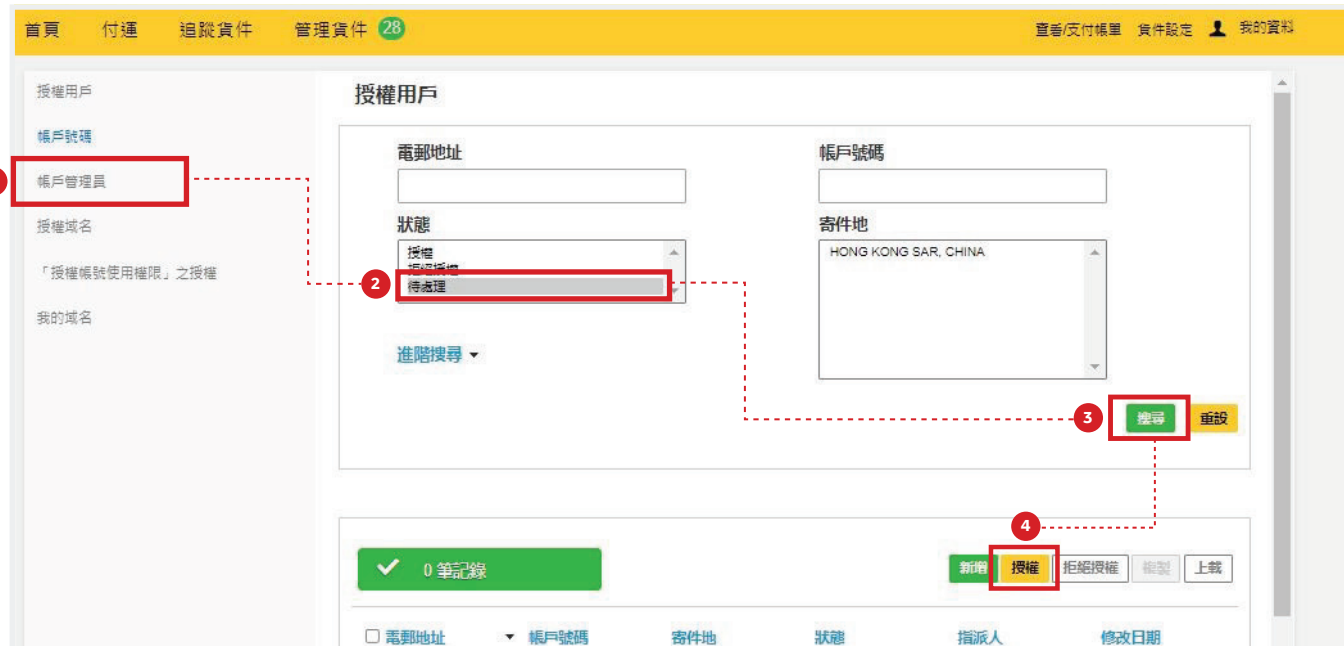 首頁 付運 追蹤貨件 管理貨件 28 查看/支付帳單 貨件設定 我的資料
授權用戶
帳戶號碼
帳戶管理員
授權域名
「授權帳號使用權限」之授權
我的域名
授權用戶
電郵地址 帳戶號碼
狀態 寄件地
授權
拒絕授權
2 待處理
HONG KONG SAR, CHINA
進階搜尋
3 搜尋 重設
4
0 筆記錄 新增 授權 拒絕授權 複製 上載
電郵地址 帳戶號碼 寄件地 狀態 指派人 修改日期